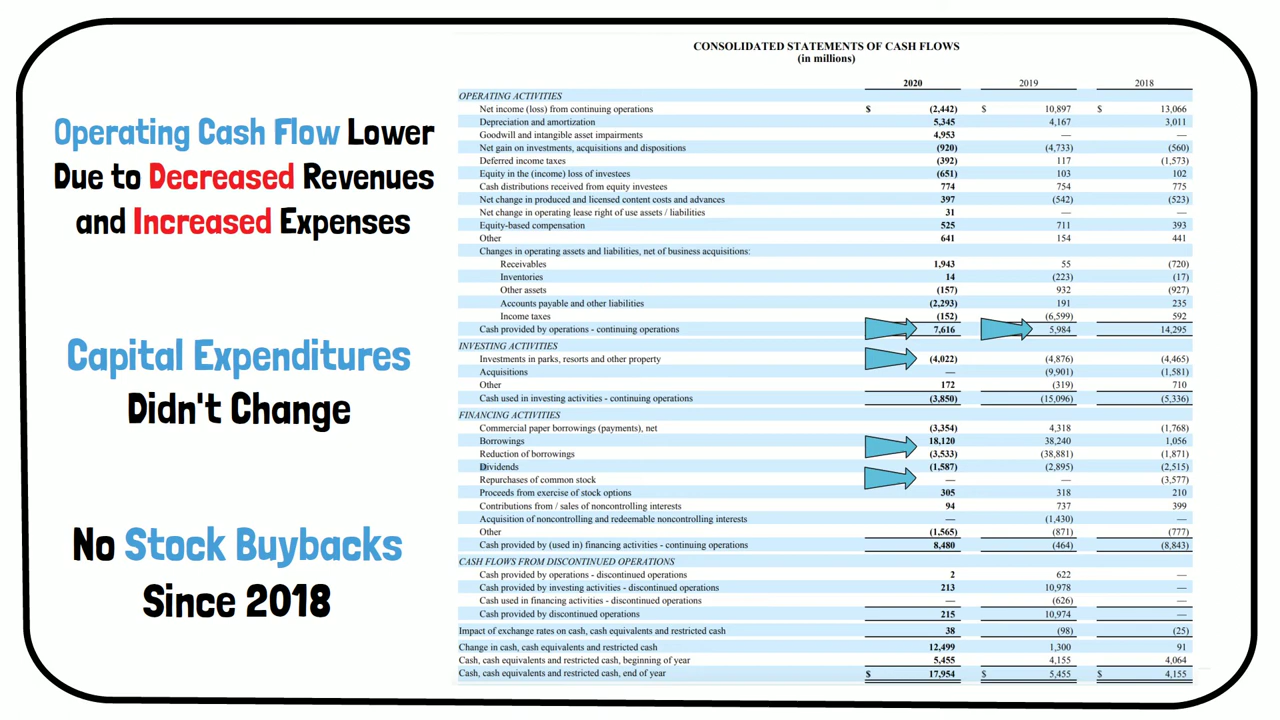 Operating Cash Flow Lower
Due to Decreased Revenues
and Increased Expenses
Capital Expenditures
Didn't Change
No Stock Buybacks
Since 2018
CONSOLIDATED STATEMENTS OF CASH FLOWS
(in millions)
2020 2019 2018
OPERATING ACTIVITIES
Net income (loss) from continuing operations $ (2,442) $ 10,897 $ 13,066
Depreciation and amortization 5,345 4,167 3,011
Goodwill and intangible asset impairments 4,953 — —
Net gain on investments, acquisitions and dispositions (920) (4,733) (560)
Deferred income taxes (392) 117 (1,573)
Equity in the (income) loss of investees (651) 103 102
Cash distributions received from equity investees 774 754 775
Net change in produced and licensed content costs and advances 397 (542) (523)
Net change in operating lease right of use assets / liabilities 31 — —
Equity-based compensation 525 711 393
Other 641 154 441
Changes in operating assets and liabilities, net of business acquisitions:
Receivables 1,943 55 (720)
Inventories 14 (223) (17)
Other assets (157) 932 (927)
Accounts payable and other liabilities (2,293) 191 235
Income taxes (152) (6,599) 592
Cash provided by operations - continuing operations 7,616 5,984 14,295
INVESTING ACTIVITIES
Investments in parks, resorts and other property (4,022) (4,876) (4,465)
Acquisitions — (9,901) (1,581)
Other 172 (319) 710
Cash used in investing activities - continuing operations (3,850) (15,096) (5,336)
FINANCING ACTIVITIES
Commercial paper borrowings (payments), net (3,354) 4,318 (1,768)
Borrowings 18,120 38,240 1,056
Reduction of borrowings (3,533) (38,881) (1,871)
Dividends (1,587) (2,895) (2,515)
Repurchases of common stock — — (3,577)
Proceeds from exercise of stock options 305 318 210
Contributions from / sales of noncontrolling interests 94 737 399
Acquisition of noncontrolling and redeemable noncontrolling interests — (1,430) —
Other (1,565) (871) (777)
Cash provided by (used in) financing activities - continuing operations 8,480 (464) (8,843)
CASH FLOWS FROM DISCONTINUED OPERATIONS
Cash provided by operations - discontinued operations 2 622 —
Cash provided by investing activities - discontinued operations 213 10,978 —
Cash used in financing activities - discontinued operations — (626) —
Cash provided by discontinued operations 215 10,974 —
Impact of exchange rates on cash, cash equivalents and restricted cash 38 (98) (25)
Change in cash, cash equivalents and restricted cash 12,499 1,300 91
Cash, cash equivalents and restricted cash, beginning of year 5,455 4,155 4,064
Cash, cash equivalents and restricted cash, end of year $ 17,954 $ 5,455 $ 4,155